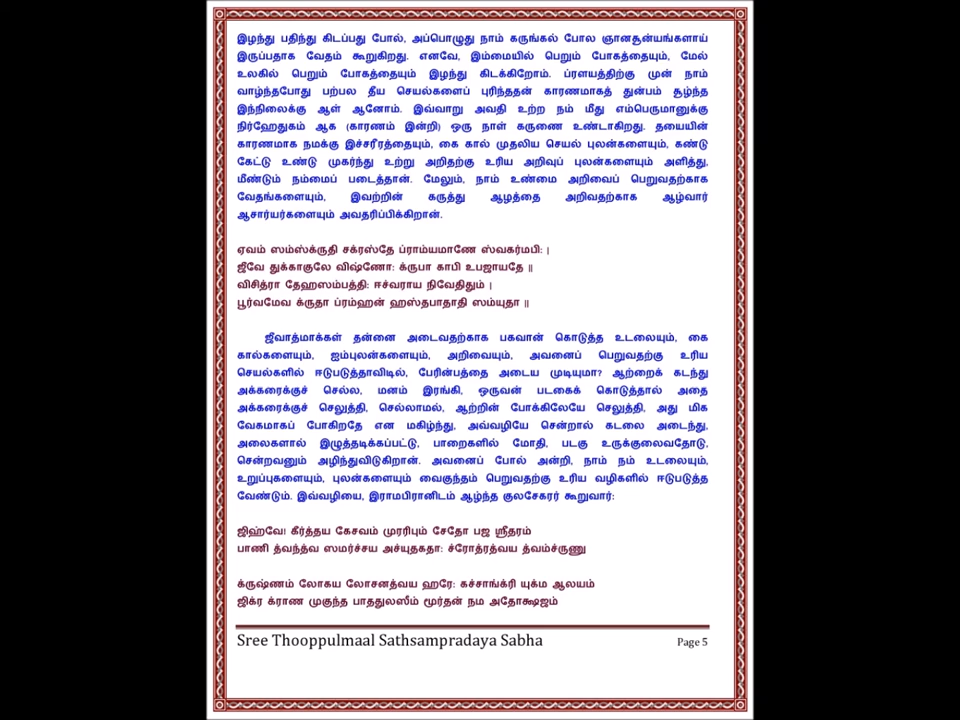 இழந்து பதிந்து கிடப்பது போல், அப்பொழுது நாம் கருங்கல் போல ஞானசூன்யங்களாய்
இருப்பதாக வேதம் கூறுகிறது. எனவே, இம்மையில் பெறும் போகத்தையும், மேல்
உலகில் பெறும் போகத்தையும் இழந்து கிடக்கிறோம். ப்ரளயத்திற்கு முன் நாம்
வாழ்ந்தபோது பற்பல தீய செயல்களைப் புரிந்ததன் காரணமாகத் துன்பம் சூழ்ந்த
இந்நிலைக்கு ஆள் ஆனோம். இவ்வாறு அவதி உற்ற நம் மீது எம்பெருமானுக்கு
நிர்ஹேதுகம் ஆக (காரணம் இன்றி) ஒரு நாள் கருணை உண்டாகிறது. தயையின்
காரணமாக நமக்கு இச்சரீரத்தையும், கை கால் முதலிய செயல் புலன்களையும், கண்டு
கேட்டு உண்டு முகர்ந்து உற்று அறிதற்கு உரிய அறிவுப் புலன்களையும் அளித்து,
மீண்டும் நம்மைப் படைத்தான். மேலும், நாம் உண்மை அறிவைப் பெறுவதற்காக
வேதங்களையும், இவற்றின் கருத்து ஆழத்தை அறிவதற்காக ஆழ்வார்
ஆசார்யர்களையும் அவதரிப்பிக்கிறான்.
ஏவம் ஸம்ஸ்க்ருதி சக்ரஸ்தே ப்ராம்யமாணே ஸ்வகர்மபி: |
ஜீவே துக்காகுலே விஷ்ணோ: க்ருபா காபி உபஜாயதே ||
விசித்ரா தேஹஸம்பத்தி: ஈச்வராய நிவேதிதும் |
பூர்வமேவ க்ருதா ப்ரம்ஹன் ஹஸ்தபாதாதி ஸம்யுதா ||
ஜீவாத்மாக்கள் தன்னை அடைவதற்காக பகவான் கொடுத்த உடலையும், கை
கால்களையும், ஐம்புலன்களையும், அறிவையும், அவனைப் பெறுவதற்கு உரிய
செயல்களில் ஈடுபடுத்தாவிடில், பேரின்பத்தை அடைய முடியுமா? ஆற்றைக் கடந்து
அக்கரைக்குச் செல்ல, மனம் இரங்கி, ஒருவன் படகைக் கொடுத்தால் அதை
அக்கரைக்குச் செலுத்தி, செல்லாமல், ஆற்றின் போக்கிலேயே செலுத்தி, அது மிக
வேகமாகப் போகிறதே என மகிழ்ந்து, அவ்வழியே சென்றால் கடலை அடைந்து,
அலைகளால் இழுத்தடிக்கப்பட்டு, பாறைகளில் மோதி, படகு உருக்குலைவதோடு,
சென்றவனும் அழிந்துவிடுகிறான். அவனைப் போல் அன்றி, நாம் நம் உடலையும்,
உறுப்புகளையும், புலன்களையும் வைகுந்தம் பெறுவதற்கு உரிய வழிகளில் ஈடுபடுத்த
வேண்டும். இவ்வழியை, இராமபிரானிடம் ஆழ்ந்த குலசேகரர் கூறுவார்:
ஜிஹ்வே! கீர்த்தய கேசவம் முரரிபும் சேதோ பஜ ஸ்ரீதரம்
பாணி த்வந்த்வ ஸமர்ச்சய அச்யுதகதா: ச்ரோத்ரத்வய த்வம்ச்ருணு
க்ருஷ்ணம் லோகய லோசனத்வய ஹரே: கச்சாங்க்ரி யுக்ம ஆலயம்
ஜிக்ர க்ராண முகுந்த பாததுலஸீம் மூர்தன் நம அதோக்ஷஜம்
Sree Thooppulmaal Sathsampradaya Sabha
Page 5